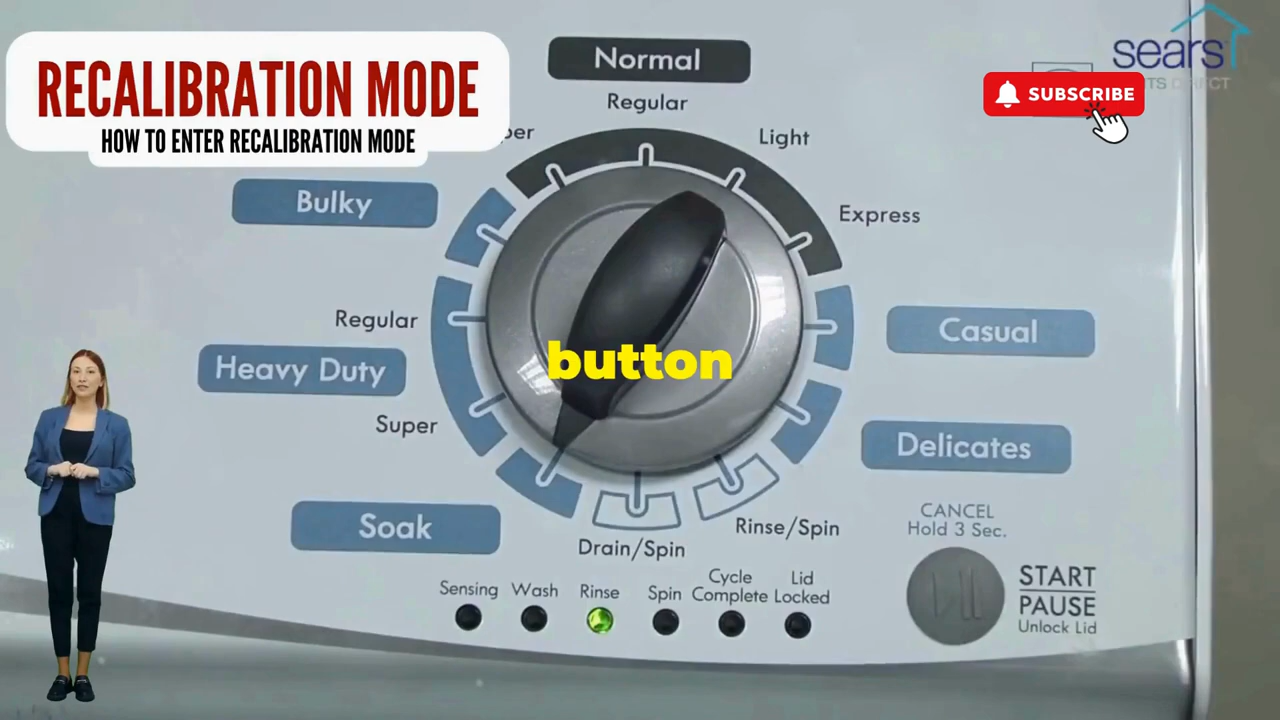 RECALIBRATION MODE
HOW TO ENTER RECALIBRATION MODE
sears
SUBSCRIBE
Normal
Regular
Light
Express
Bulky
Regular
Heavy Duty
Super
button
Casual
Delicates
Soak
Drain/Spin
Rinse/Spin
CANCEL
Hold 3 Sec.
START
PAUSE
Unlock Lid
Sensing
Wash
Rinse
Spin
Cycle
Complete
Lid
Locked